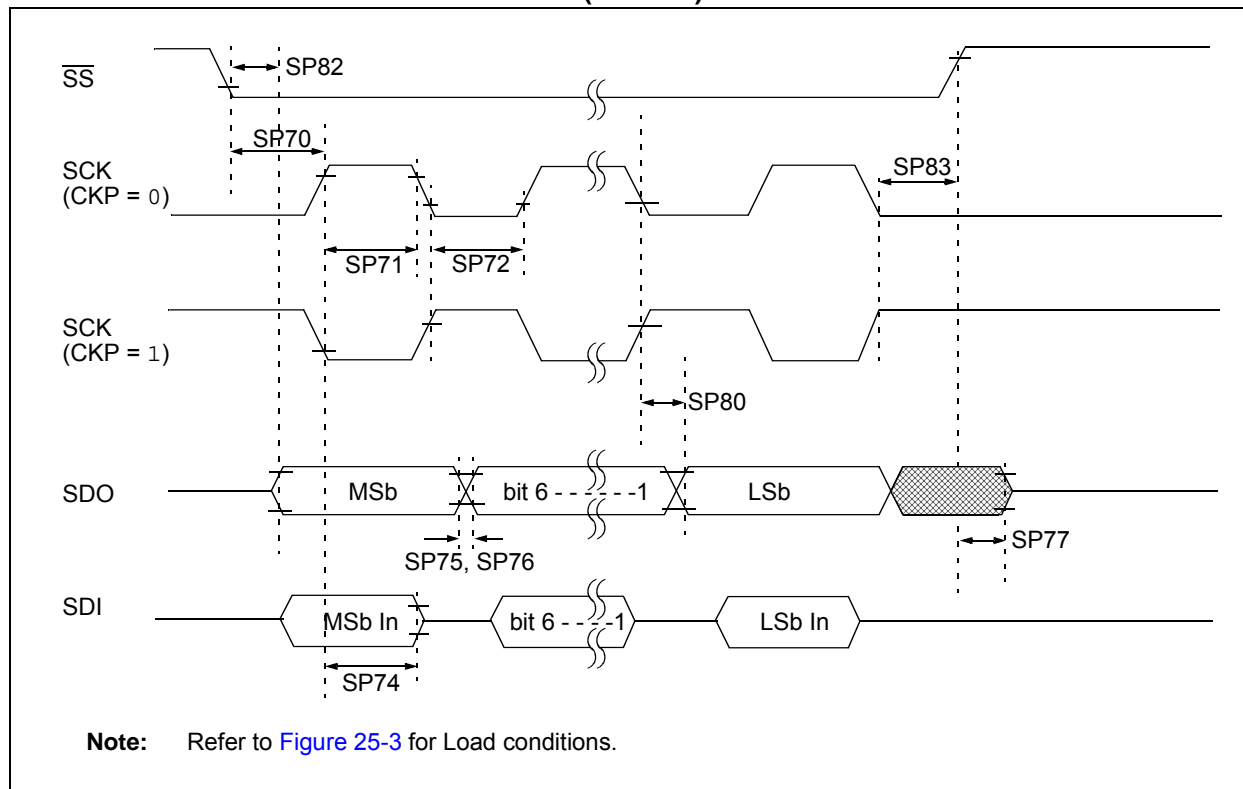 SS
SP82
SP70
SCK
(CKP = 0)
SP83
SP71
SP72
SCK
(CKP = 1)
SP80
SDO
MSb
bit 6 - - - - - -1
LSb
SP75, SP76
SP77
SDI
MSb In
bit 6 - - - -1
LSb In
SP74
Note: Refer to Figure 25-3 for Load conditions.